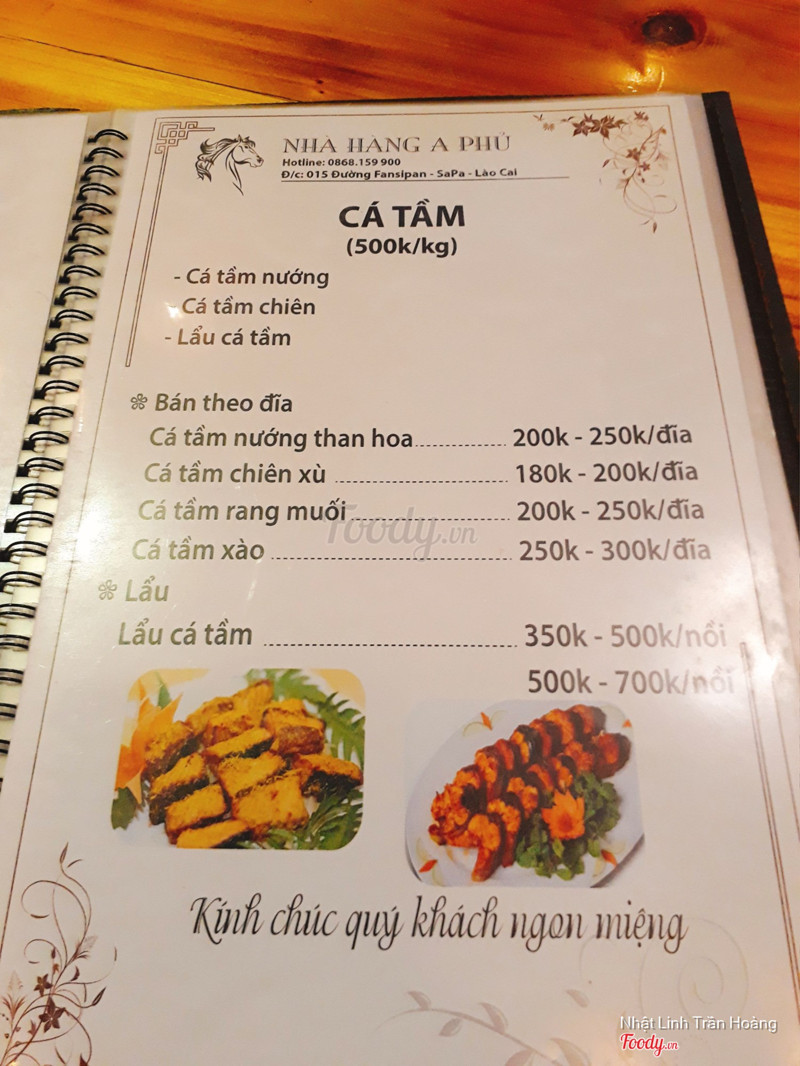 NHÀ HÀNG A PHỦ
Hotline: 0868.159 900
Đ/c: 015 Đường Fansipan - SaPa - Lào Cai
CÁ TẦM
(500k/kg)
- Cá tầm nướng
- Cá tầm chiên
- Lẩu cá tầm
❀ Bán theo đĩa
Cá tầm nướng than hoa............... 200k - 250k/đĩa
Cá tầm chiên xù ............................ 180k - 200k/đĩa
Cá tầm rang muối......................... 200k - 250k/đĩa
Foody.vn
Cá tầm xào ..................................... 250k - 300k/đĩa
❀ Lẩu
Lẩu cá tầm ...................................... 350k - 500k/nồi
500k - 700k/nồi
Kính chúc quý khách ngon miệng
Nhật Linh Trần Hoàng
Foody.vn